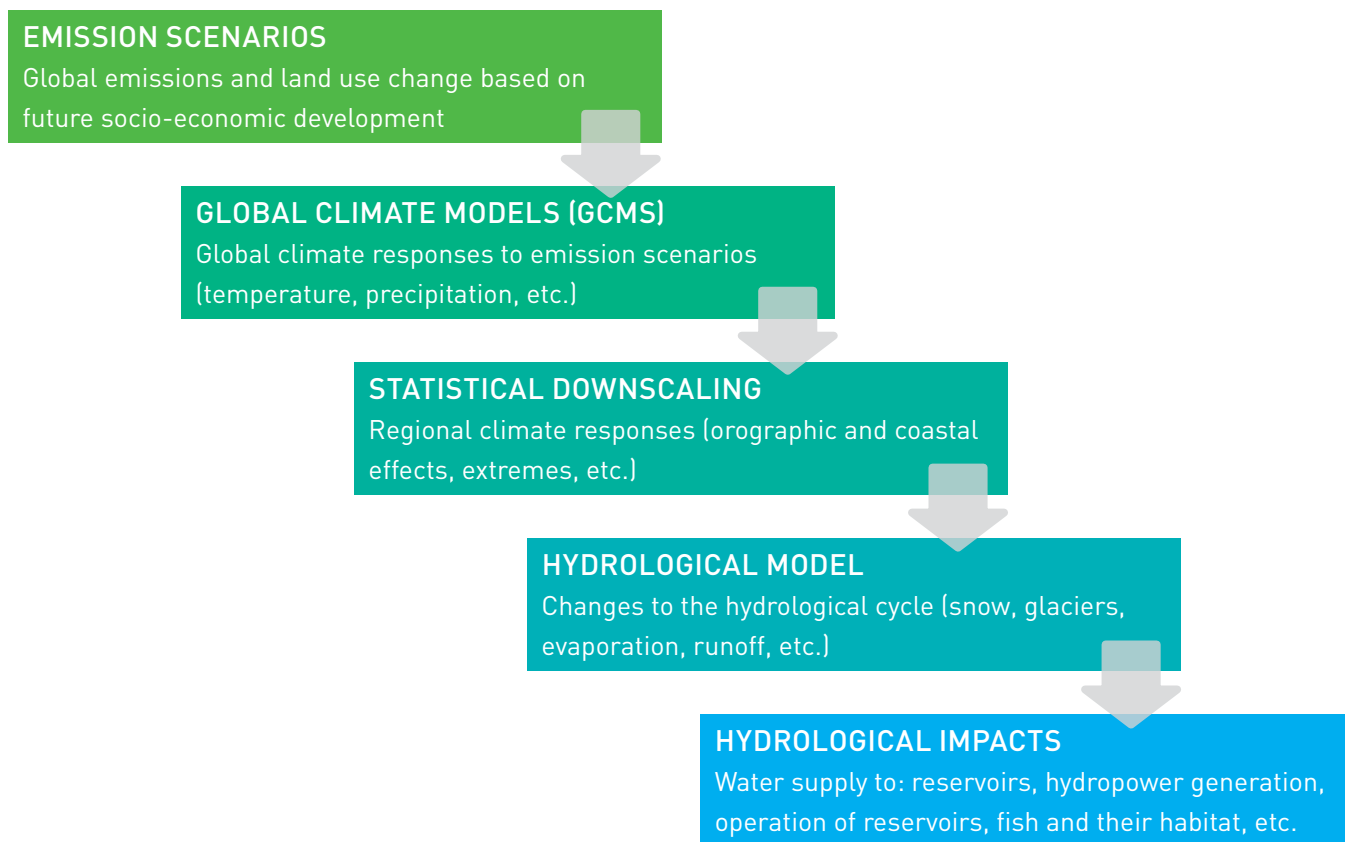 EMISSION SCENARIOS
Global emissions and land use change based on
future socio-economic development
GLOBAL CLIMATE MODELS (GCMS)
Global climate responses to emission scenarios
(temperature, precipitation, etc.)
STATISTICAL DOWNSCALING
Regional climate responses (orographic and coastal
effects, extremes, etc.)
HYDROLOGICAL MODEL
Changes to the hydrological cycle (snow, glaciers,
evaporation, runoff, etc.)
HYDROLOGICAL IMPACTS
Water supply to: reservoirs, hydropower generation,
operation of reservoirs, fish and their habitat, etc.